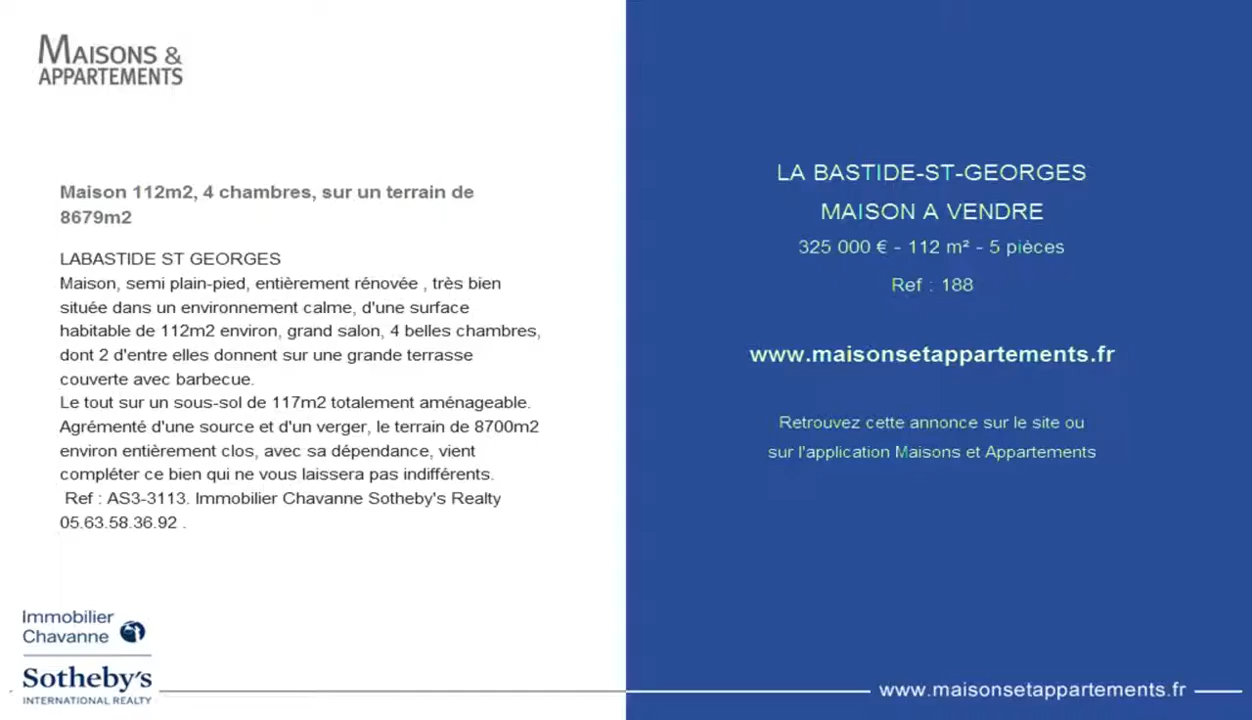 MAISONS &
APPARTEMENTS
Maison 112m2, 4 chambres, sur un terrain de
8679m2
LABASTIDE ST GEORGES
Maison, semi plain-pied, entièrement rénovée , très bien
située dans un environnement calme, d'une surface
habitable de 112m2 environ, grand salon, 4 belles chambres,
dont 2 d'entre elles donnent sur une grande terrasse
couverte avec barbecue.
Le tout sur un sous-sol de 117m2 totalement aménageable.
Agrémenté d'une source et d'un verger, le terrain de 8700m2
environ entièrement clos, avec sa dépendance, vient
compléter ce bien qui ne vous laissera pas indifférents.
Ref : AS3-3113. Immobilier Chavanne Sotheby's Realty
05.63.58.36.92 .
Immobilier
Chavanne
Sotheby's
INTERNATIONAL REALTY
LA BASTIDE-ST-GEORGES
MAISON A VENDRE
325 000 € - 112 m² - 5 pièces
Ref : 188
www.maisonsetappartements.fr
Retrouvez cette annonce sur le site ou
sur l'application Maisons et Appartements
www.maisonsetappartements.fr